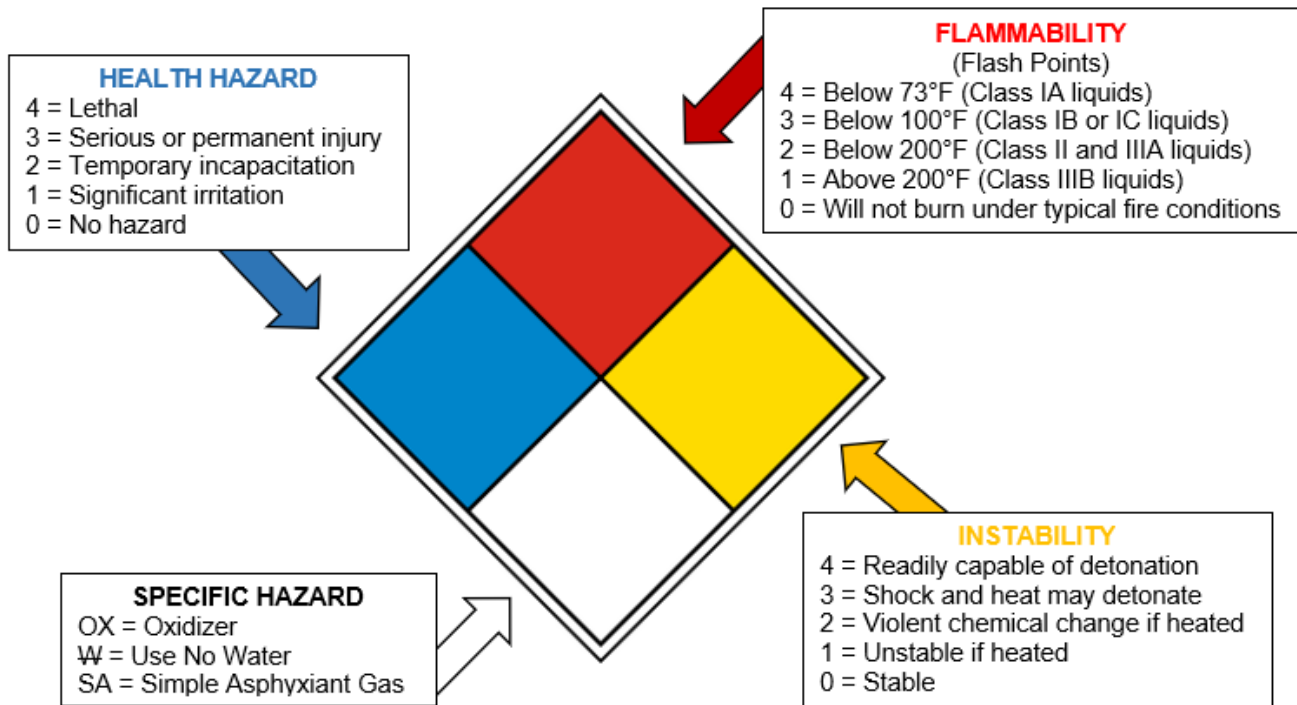 HEALTH HAZARD
4 = Lethal
3 = Serious or permanent injury
2 = Temporary incapacitation
1 = Significant irritation
0 = No hazard
FLAMMABILITY
(Flash Points)
4 = Below 73°F (Class IA liquids)
3 = Below 100°F (Class IB or IC liquids)
2 = Below 200°F (Class II and IIIA liquids)
1 = Above 200°F (Class IIIB liquids)
0 = Will not burn under typical fire conditions
SPECIFIC HAZARD
OX = Oxidizer
W̶ = Use No Water
SA = Simple Asphyxiant Gas
INSTABILITY
4 = Readily capable of detonation
3 = Shock and heat may detonate
2 = Violent chemical change if heated
1 = Unstable if heated
0 = Stable